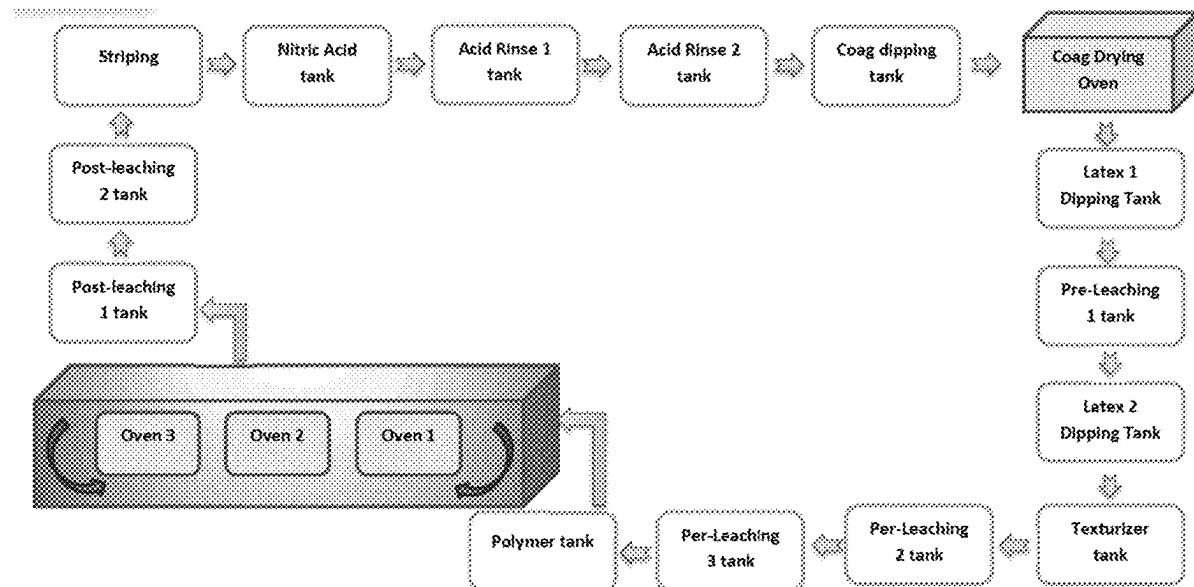 Striping
Nitric Acid
tank
Acid Rinse 1
tank
Acid Rinse 2
tank
Coag dipping
tank
Coag Drying
Oven
Latex 1
Dipping Tank
Pre-Leaching
1 tank
Latex 2
Dipping Tank
Texturizer
tank
Per-Leaching
2 tank
Per-Leaching
3 tank
Polymer tank
Oven 1
Oven 2
Oven 3
Post-leaching
1 tank
Post-leaching
2 tank